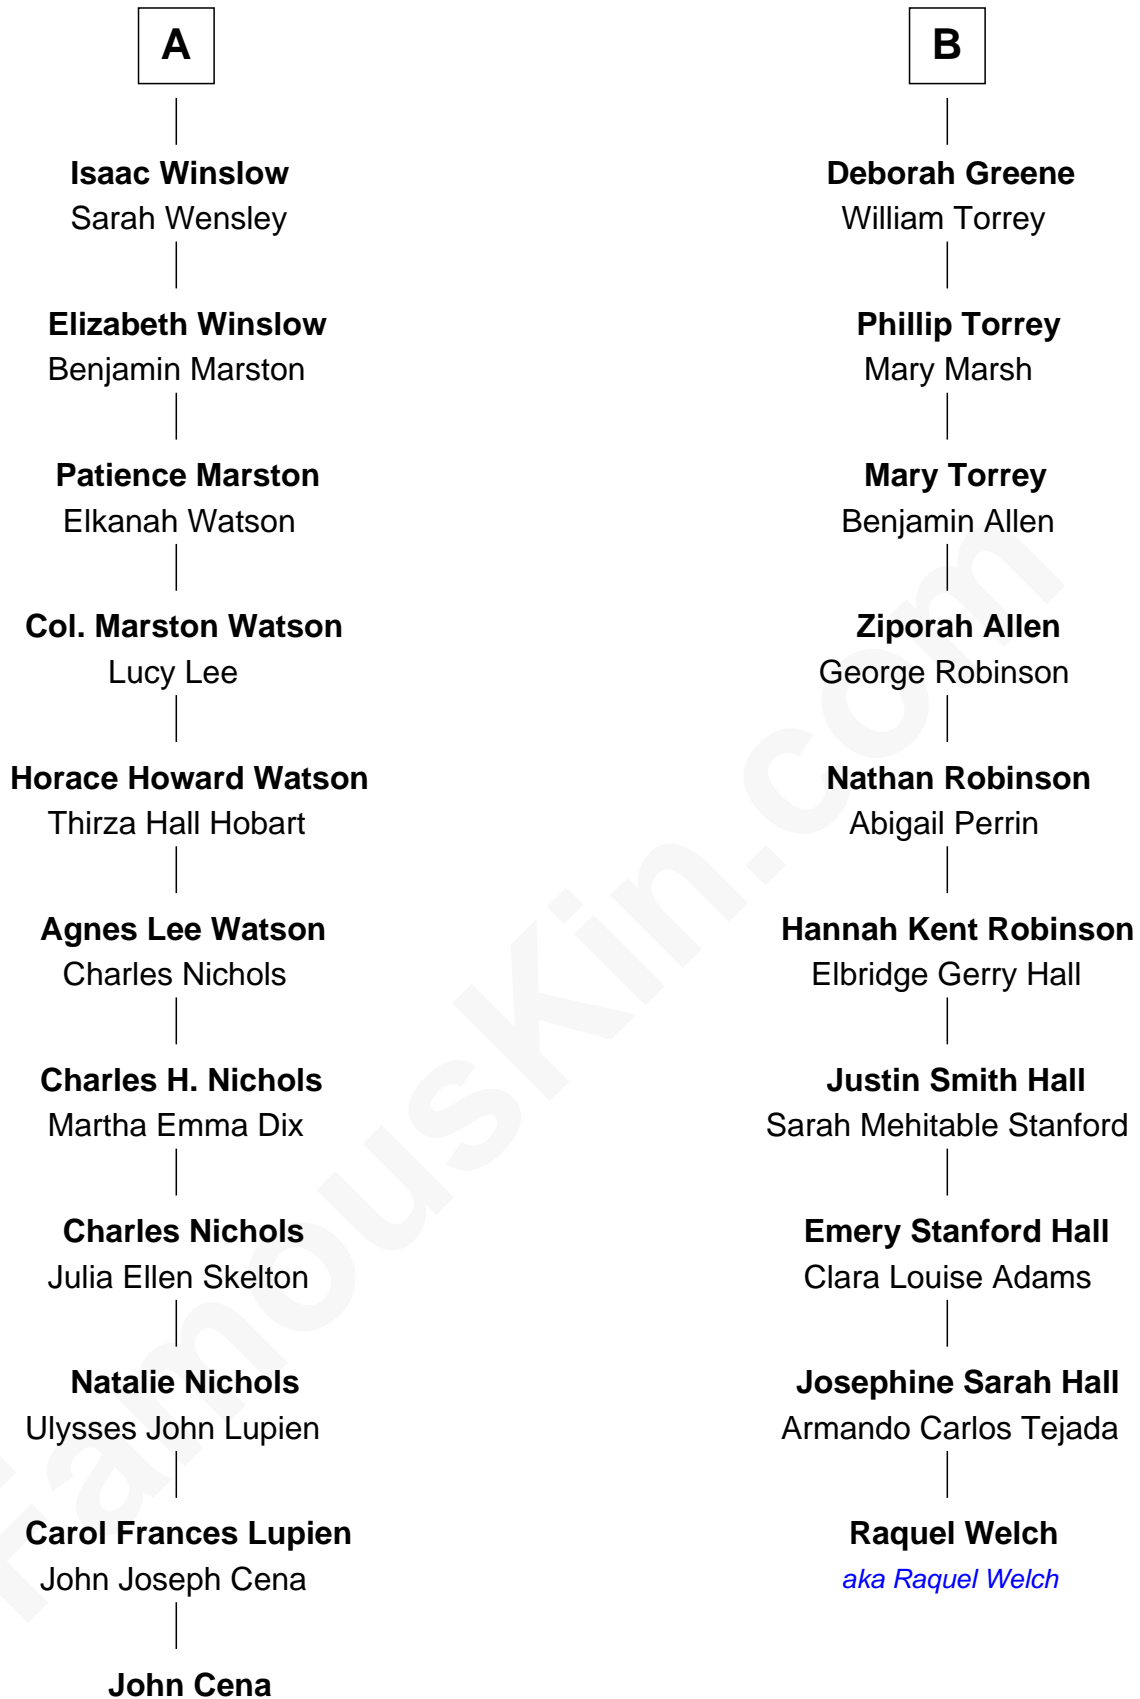 A
Isaac Winslow
Sarah Wensley
Elizabeth Winslow
Benjamin Marston
Patience Marston
Elkanah Watson
Col. Marston Watson
Lucy Lee
Horace Howard Watson
Thirza Hall Hobart
Agnes Lee Watson
Charles Nichols
Charles H. Nichols
Martha Emma Dix
Charles Nichols
Julia Ellen Skelton
Natalie Nichols
Ulysses John Lupien
Carol Frances Lupien
John Joseph Cena
John Cena
B
Deborah Greene
William Torrey
Phillip Torrey
Mary Marsh
Mary Torrey
Benjamin Allen
Ziporah Allen
George Robinson
Nathan Robinson
Abigail Perrin
Hannah Kent Robinson
Elbridge Gerry Hall
Justin Smith Hall
Sarah Mehitable Stanford
Emery Stanford Hall
Clara Louise Adams
Josephine Sarah Hall
Armando Carlos Tejada
Raquel Welch
aka Raquel Welch
FamousKin.com